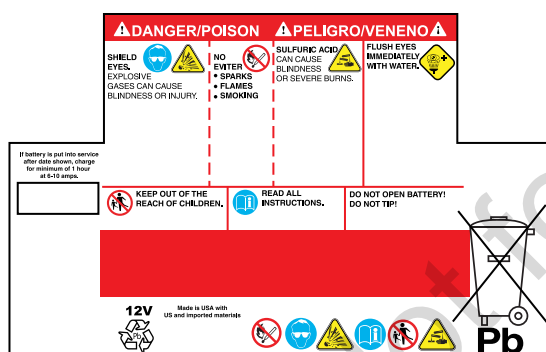 DANGER/POISON
PELIGRO/VENENO
SHIELD
EYES.
EXPLOSIVE
GASES CAN CAUSE
BLINDNESS OR INJURY.
NO
EVITER
• SPARKS
• FLAMES
• SMOKING
SULFURIC ACID
CAN CAUSE
BLINDNESS
OR SEVERE BURNS.
FLUSH EYES
IMMEDIATELY
WITH WATER.
If battery is put into service
after date shown, charge
for minimum of 1 hour
at 6-10 amps.
KEEP OUT OF THE
REACH OF CHILDREN.
READ ALL
INSTRUCTIONS.
DO NOT OPEN BATTERY!
DO NOT TIP!
12V
Pb
Made is USA with
US and imported materials
Pb